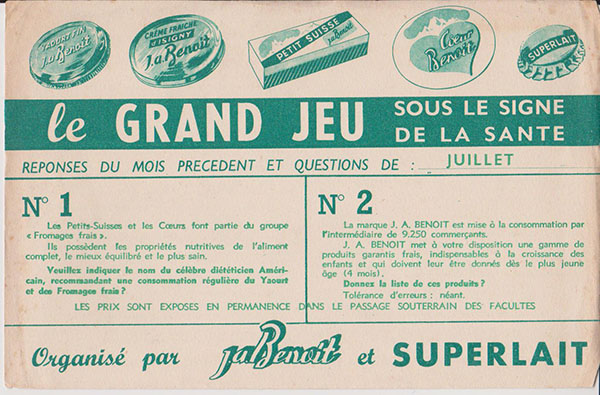 YAOURT FIN
J.a.Benoit
CRÈME FRAICHE
D'ISIGNY
J.a.Benoit
PETIT SUISSE
J.a.Benoit
Cœur
Benoit
SUPERLAIT
le GRAND JEU SOUS LE SIGNE
DE LA SANTE
REPONSES DU MOIS PRECEDENT ET QUESTIONS DE : JUILLET
N° 1
Les Petits-Suisses et les Cœurs font partie du groupe
« Fromages frais ».
Ils possèdent les propriétés nutritives de l'aliment
complet, le mieux équilibré et le plus sain.
Veuillez indiquer le nom du célèbre diététicien Améri-
cain, recommandant une consommation régulière du Yaourt
et des Fromages frais ?
N° 2
La marque J. A. BENOIT est mise à la consommation par
l'intermédiaire de 9.250 commerçants.
J. A. BENOIT met à votre disposition une gamme de
produits garantis frais, indispensables à la croissance des
enfants et qui doivent leur être donnés dès le plus jeune
âge (4 mois).
Donnez la liste de ces produits ?
Tolérance d'erreurs : néant.
LES PRIX SONT EXPOSES EN PERMANENCE DANS LE PASSAGE SOUTERRAIN DES FACULTES
Organisé par JaBenoit et SUPERLAIT